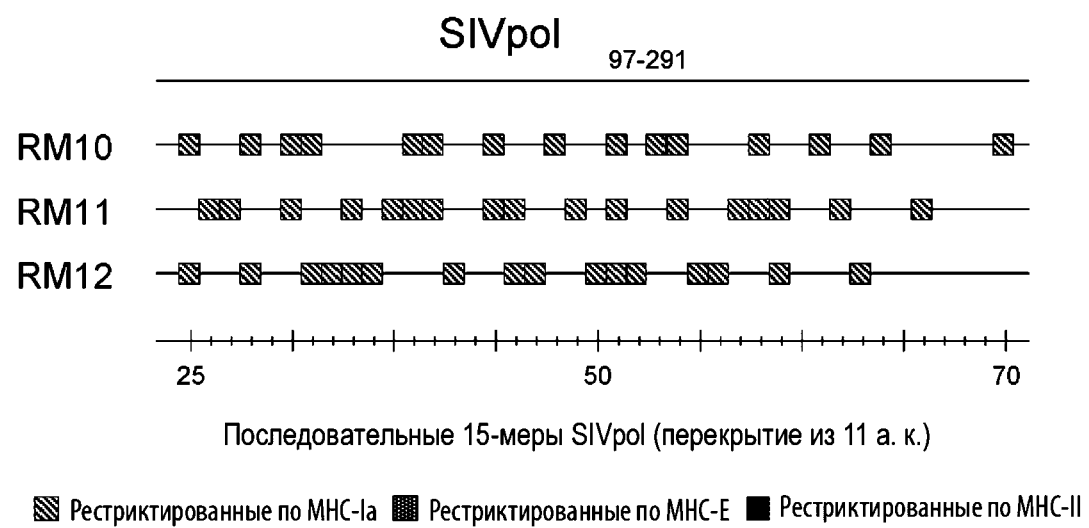 SIVpol
97-291
RM10
RM11
RM12
25 50 70
Последовательные 15-меры SIVpol (перекрытие из 11 а. к.)
Рестриктированные по MHC-Ia Рестриктированные по MHC-E Рестриктированные по MHC-II